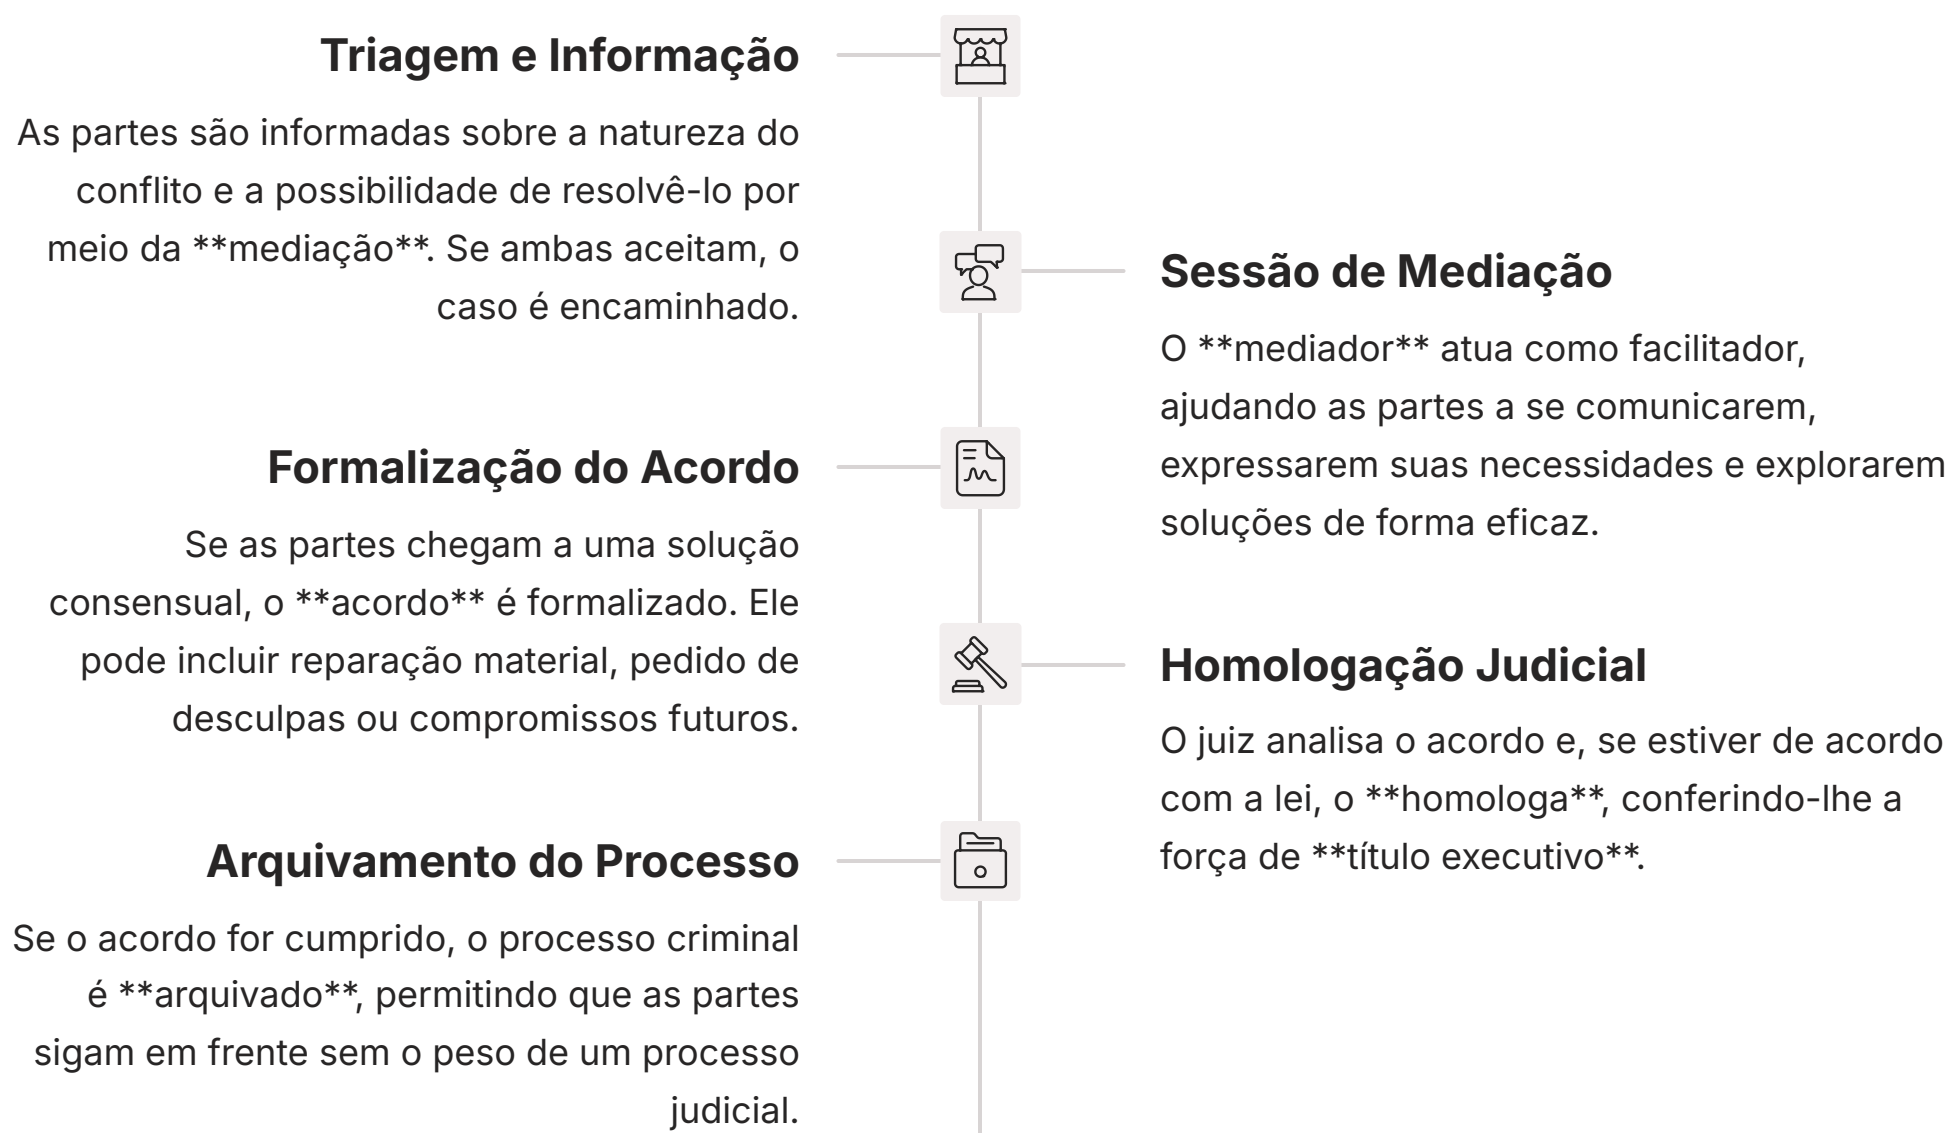 Triagem e Informação
As partes são informadas sobre a natureza do
conflito e a possibilidade de resolvê-lo por
meio da **mediação**. Se ambas aceitam, o
caso é encaminhado.
Sessão de Mediação
O **mediador** atua como facilitador,
ajudando as partes a se comunicarem,
expressarem suas necessidades e explorarem
soluções de forma eficaz.
Formalização do Acordo
Se as partes chegam a uma solução
consensual, o **acordo** é formalizado. Ele
pode incluir reparação material, pedido de
desculpas ou compromissos futuros.
Homologação Judicial
O juiz analisa o acordo e, se estiver de acordo
com a lei, o **homologa**, conferindo-lhe a
força de **título executivo**.
Arquivamento do Processo
Se o acordo for cumprido, o processo criminal
é **arquivado**, permitindo que as partes
sigam em frente sem o peso de um processo
judicial.